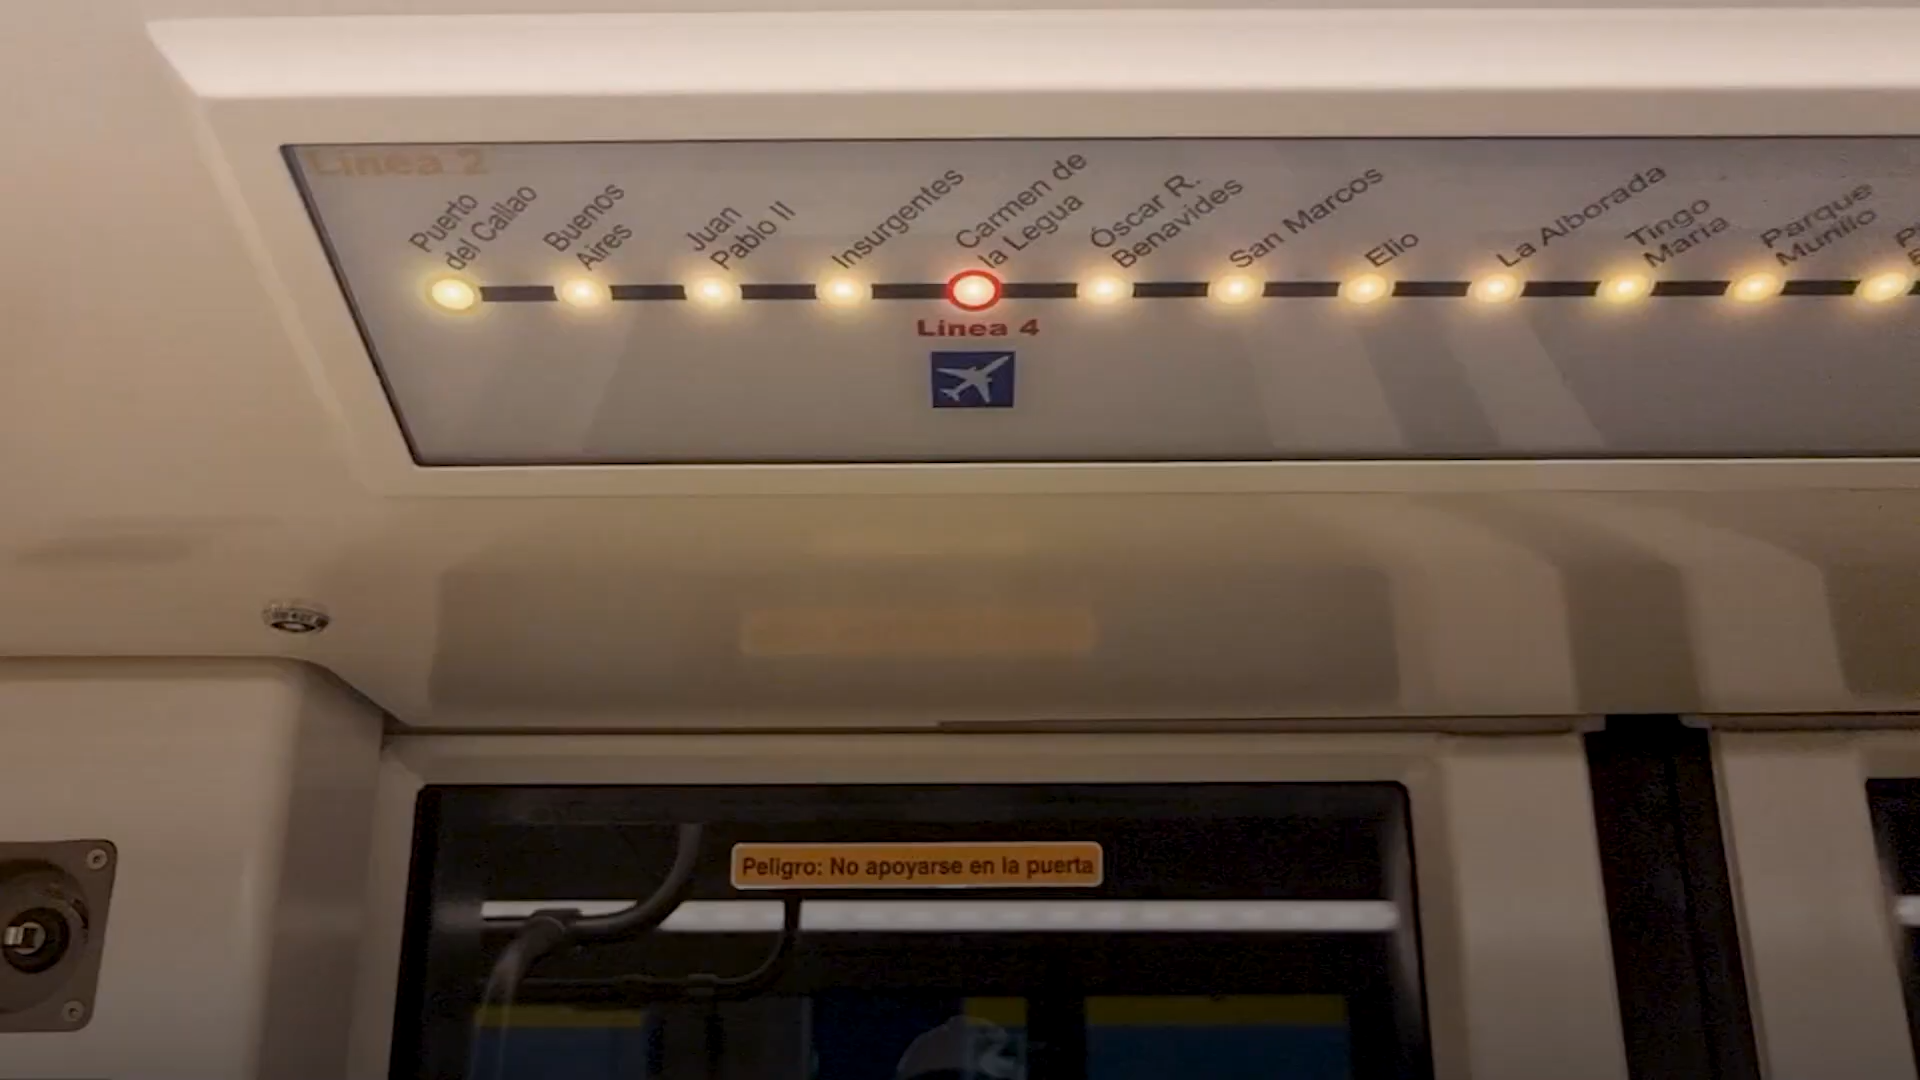 Línea 2
Puerto
del Callao
Buenos
Aires
Juan
Pablo II
Insurgentes
Carmen de
la Legua
Óscar R.
Benavides
San Marcos
Elio
La Alborada
Tingo
María
Parque
Murillo
Línea 4
Peligro: No apoyarse en la puerta